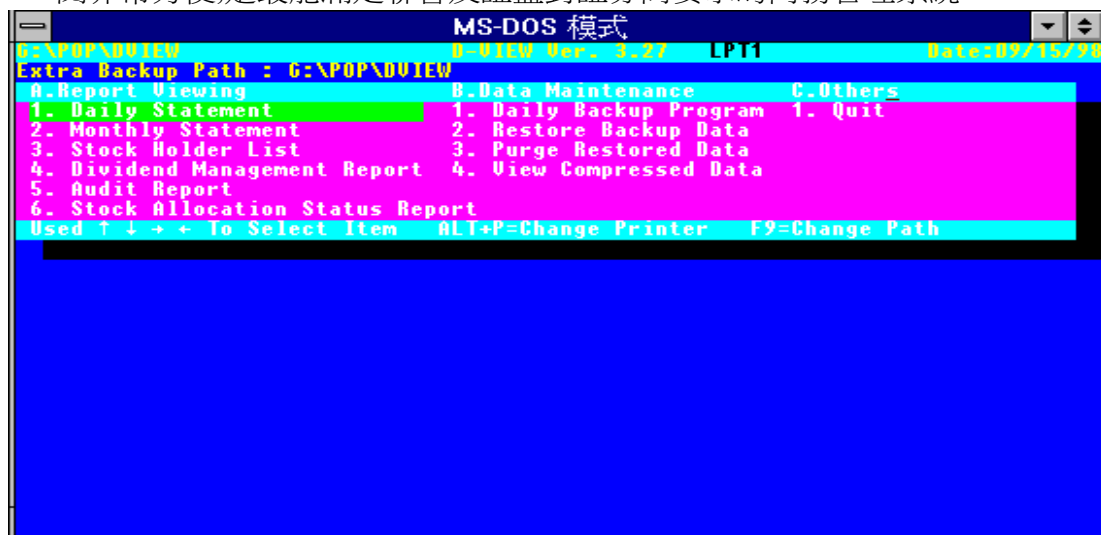 MS-DOS 模式
G:\POP\DVIEW D-VIEW Ver. 3.27 LPT1 Date:09/15/98
Extra Backup Path : G:\POP\DVIEW
A.Report Viewing B.Data Maintenance C.Others
1. Daily Statement 1. Daily Backup Program 1. Quit
2. Monthly Statement 2. Restore Backup Data
3. Stock Holder List 3. Purge Restored Data
4. Dividend Management Report 4. View Compressed Data
5. Audit Report
6. Stock Allocation Status Report
Used ↑ ↓ → ← To Select Item ALT+P=Change Printer F9=Change Path